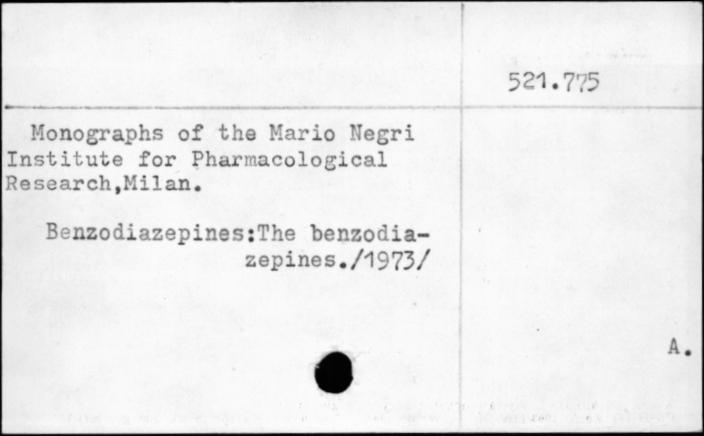 521.775
Monographs of the Mario Negri
Institute for Pharmacological
Research,Milan.
Benzodiazepines:The benzodia-
zepines./1973/
A.